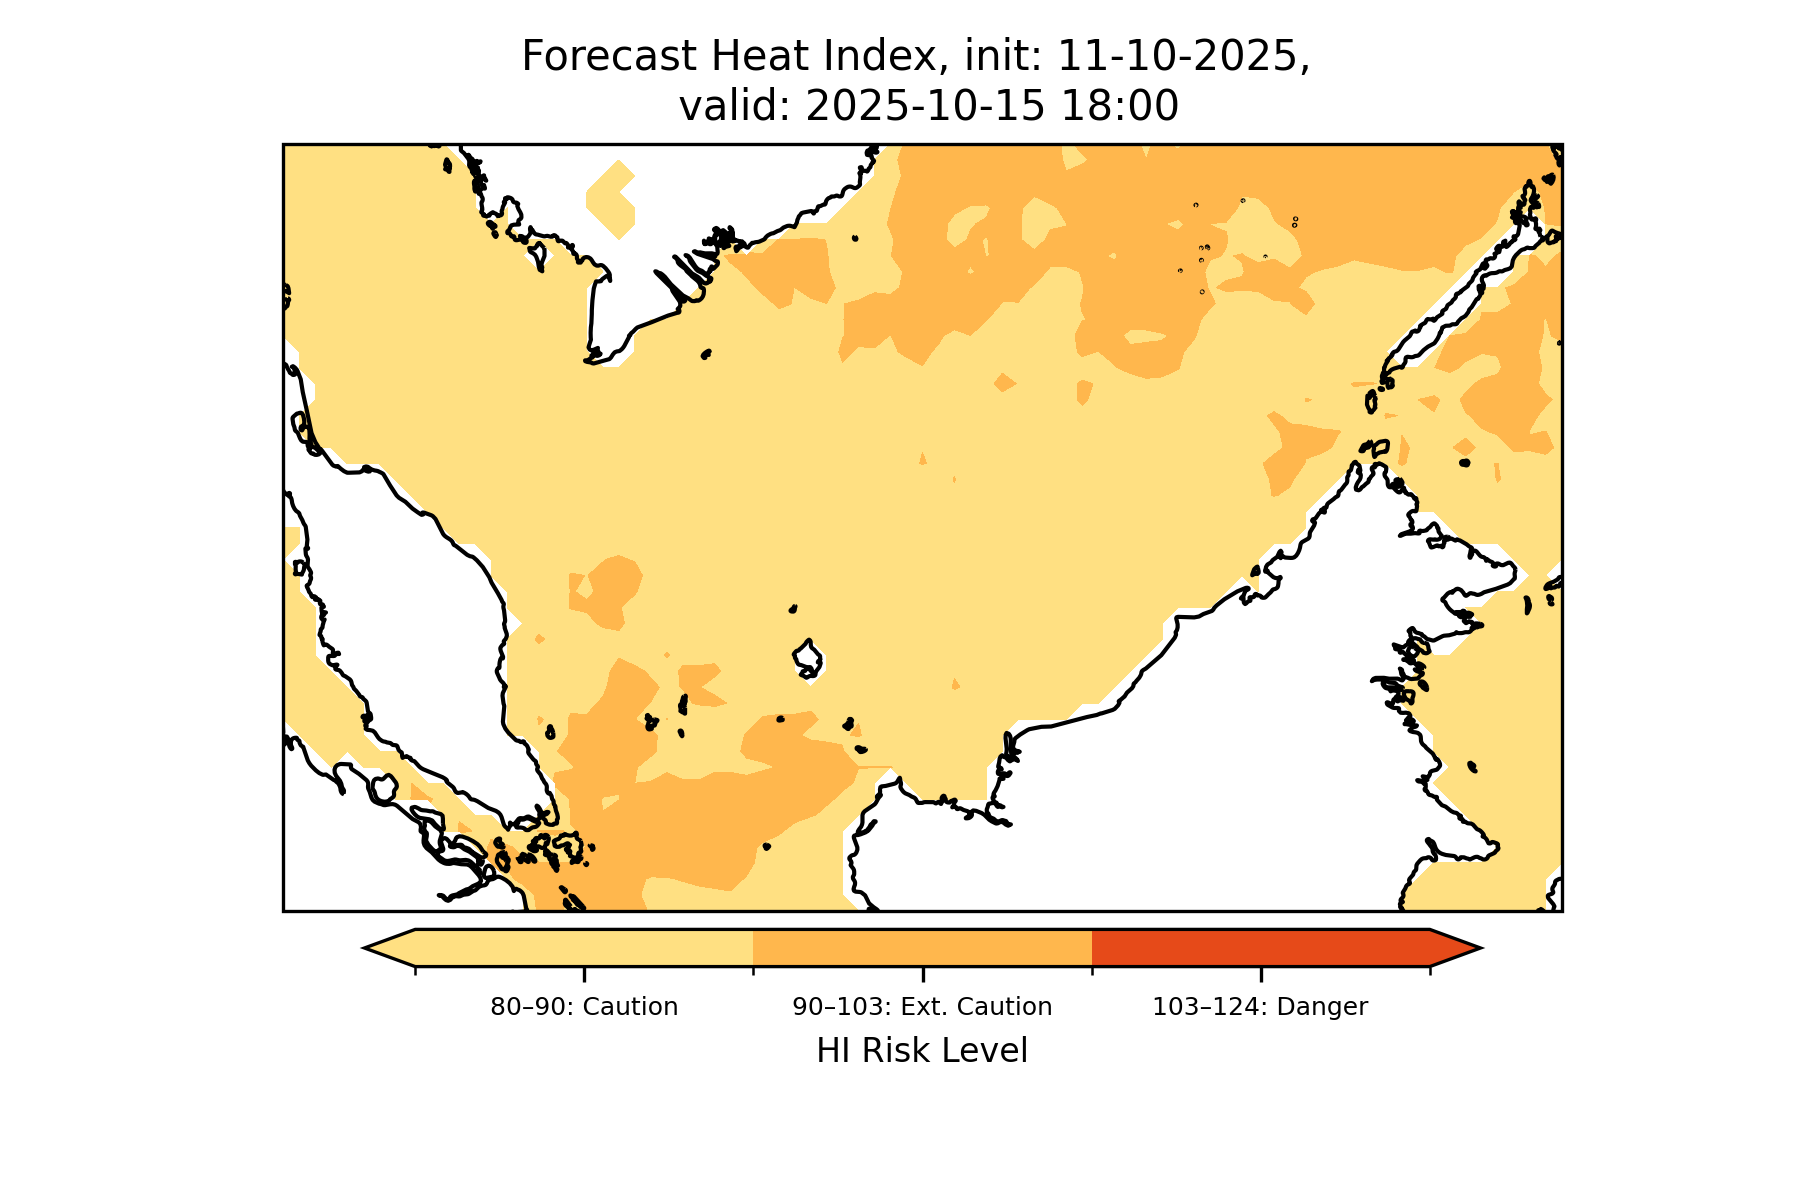 Forecast Heat Index, init: 11-10-2025,
valid: 2025-10-15 18:00
80–90: Caution
90–103: Ext. Caution
103–124: Danger
HI Risk Level